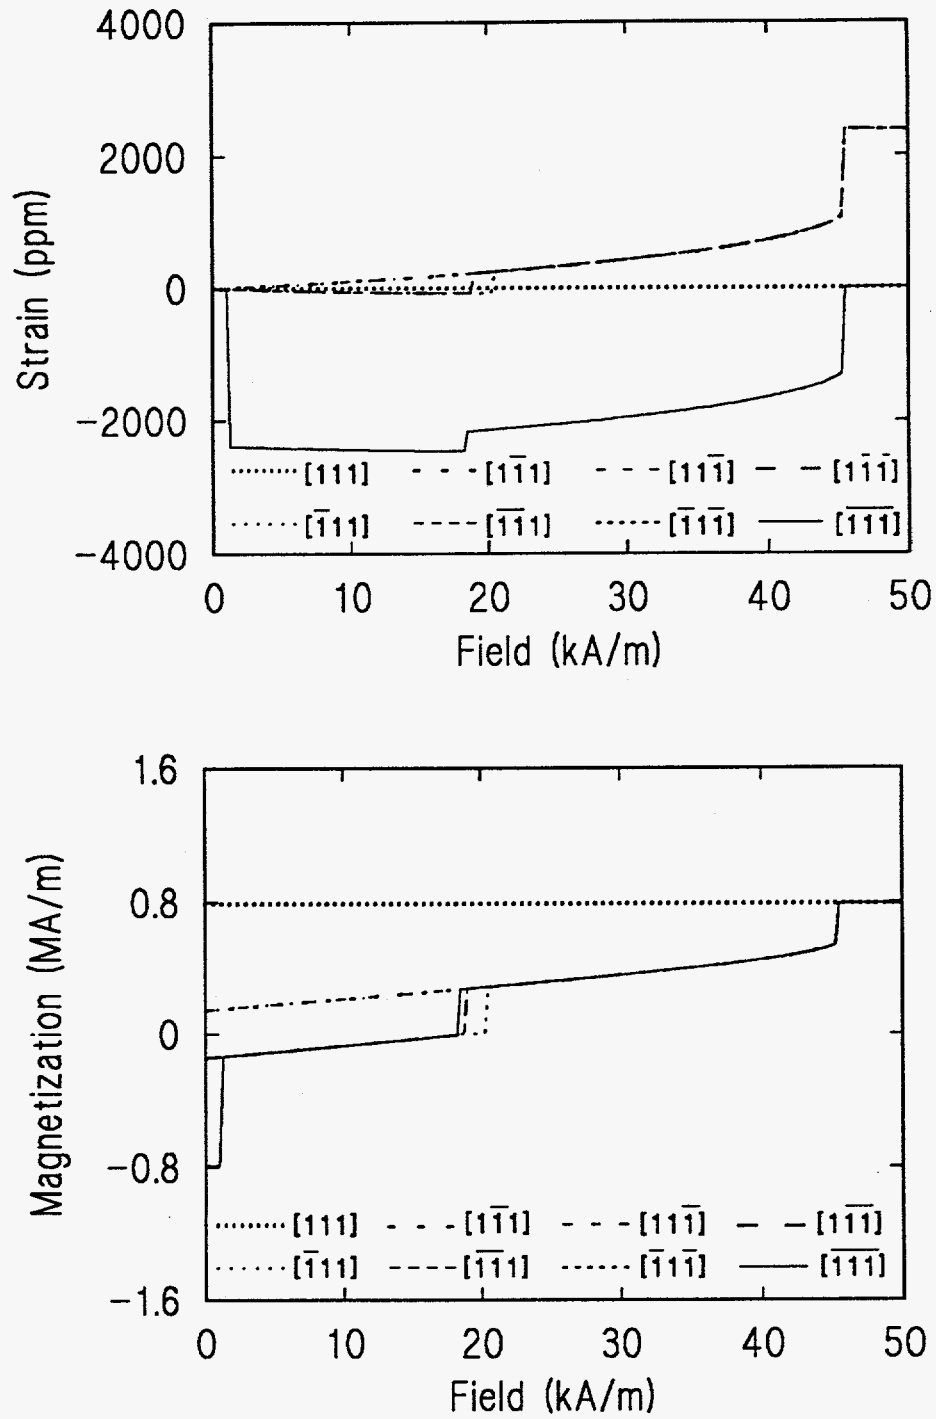 4000
2000
0
−2000
−4000
Strain (ppm)
[111] [11̅1] [111̅] [11̅1̅]
[1̅11] [1̅1̅1] [1̅11̅] [1̅1̅1̅]
0 10 20 30 40 50
Field (kA/m)
1.6
0.8
0
−0.8
−1.6
Magnetization (MA/m)
[111] [11̅1] [111̅] [11̅1̅]
[1̅11] [1̅1̅1] [1̅11̅] [1̅1̅1̅]
0 10 20 30 40 50
Field (kA/m)